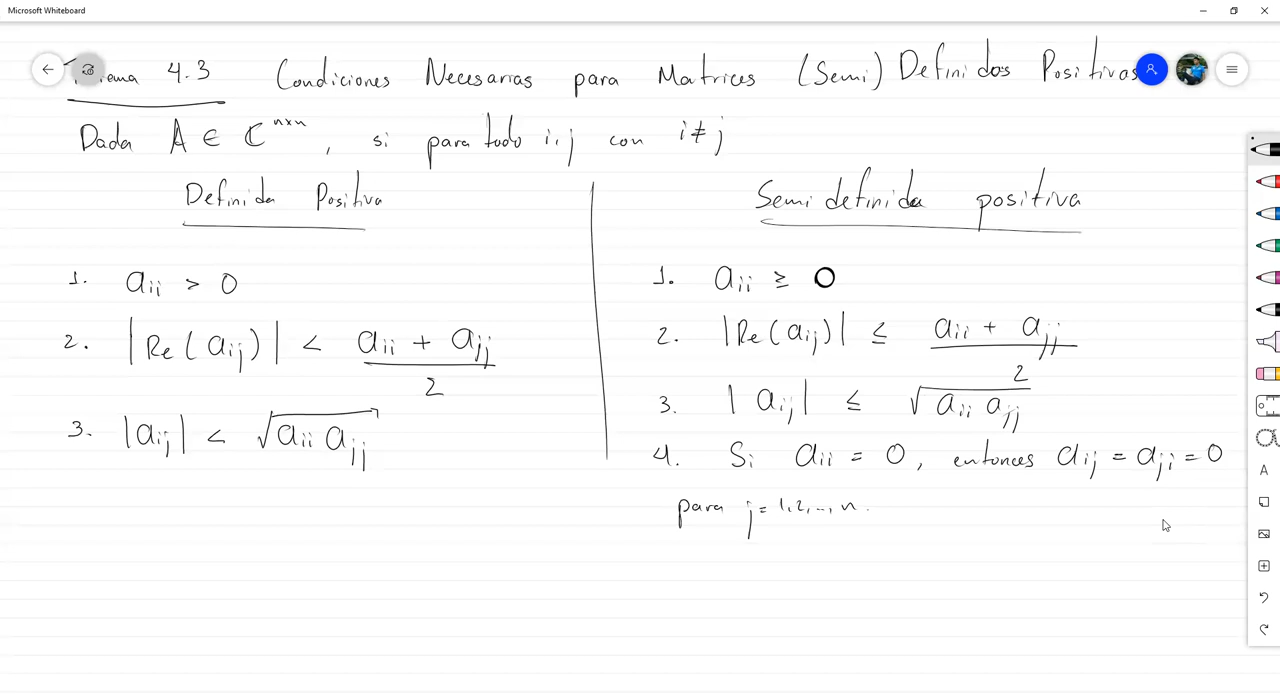 Microsoft Whiteboard
4.3 Condiciones Necesarias para Matrices (Semi) Definidos Positivas
Dada A ∈ ℂⁿˣⁿ, si para todo i, j con i ≠ j
Definida Positiva
1. aᵢᵢ > 0
2. |Re(aᵢⱼ)| < (aᵢᵢ + aⱼⱼ)/2
3. |aᵢⱼ| < √(aᵢᵢ aⱼⱼ)
Semidefinida positiva
1. aᵢᵢ ≥ 0
2. |Re(aᵢⱼ)| ≤ (aᵢᵢ + aⱼⱼ)/2
3. |aᵢⱼ| ≤ √(aᵢᵢ aⱼⱼ)
4. Si aᵢᵢ = 0, entonces aᵢⱼ = aⱼᵢ = 0
para j = 1,2,...,n.